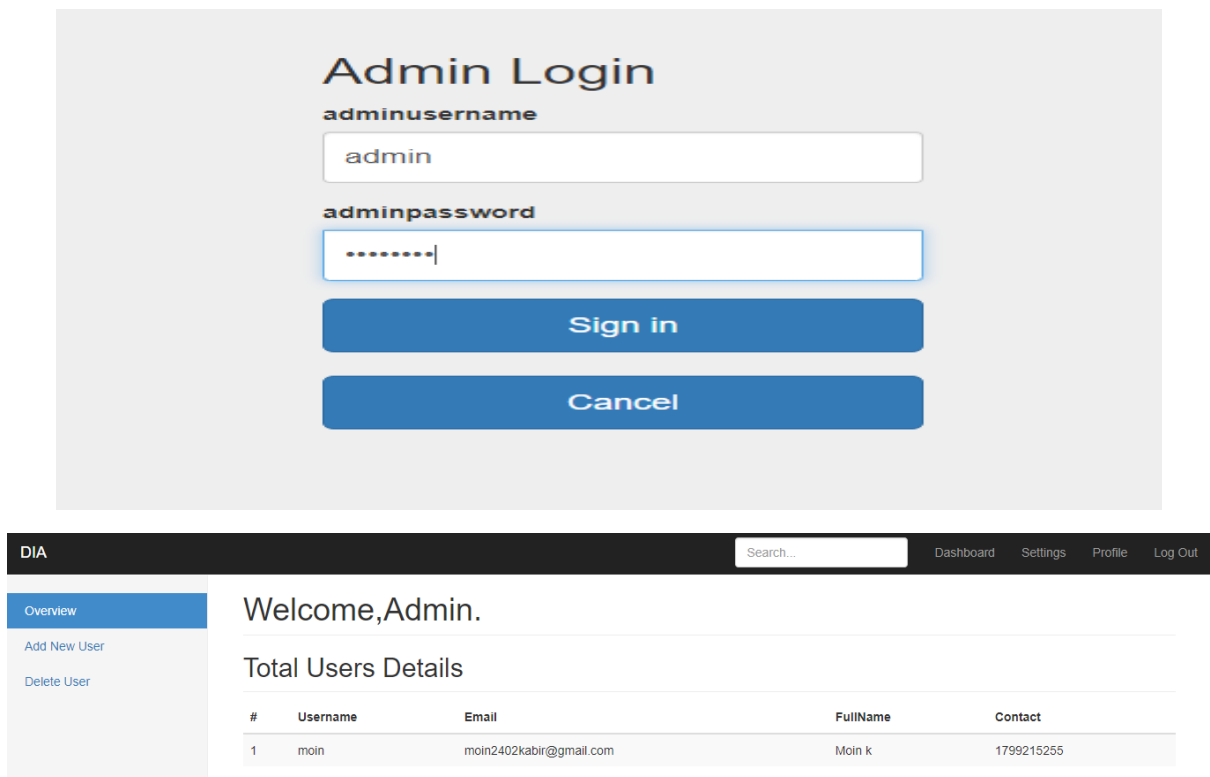 Admin Login
adminusername
admin
adminpassword
••••••••
Sign in
Cancel
DIA Search... Dashboard Settings Profile Log Out
Overview
Add New User
Delete User
Welcome,Admin.
Total Users Details
# Username Email FullName Contact
1 moin moin2402kabir@gmail.com Moin k 1799215255